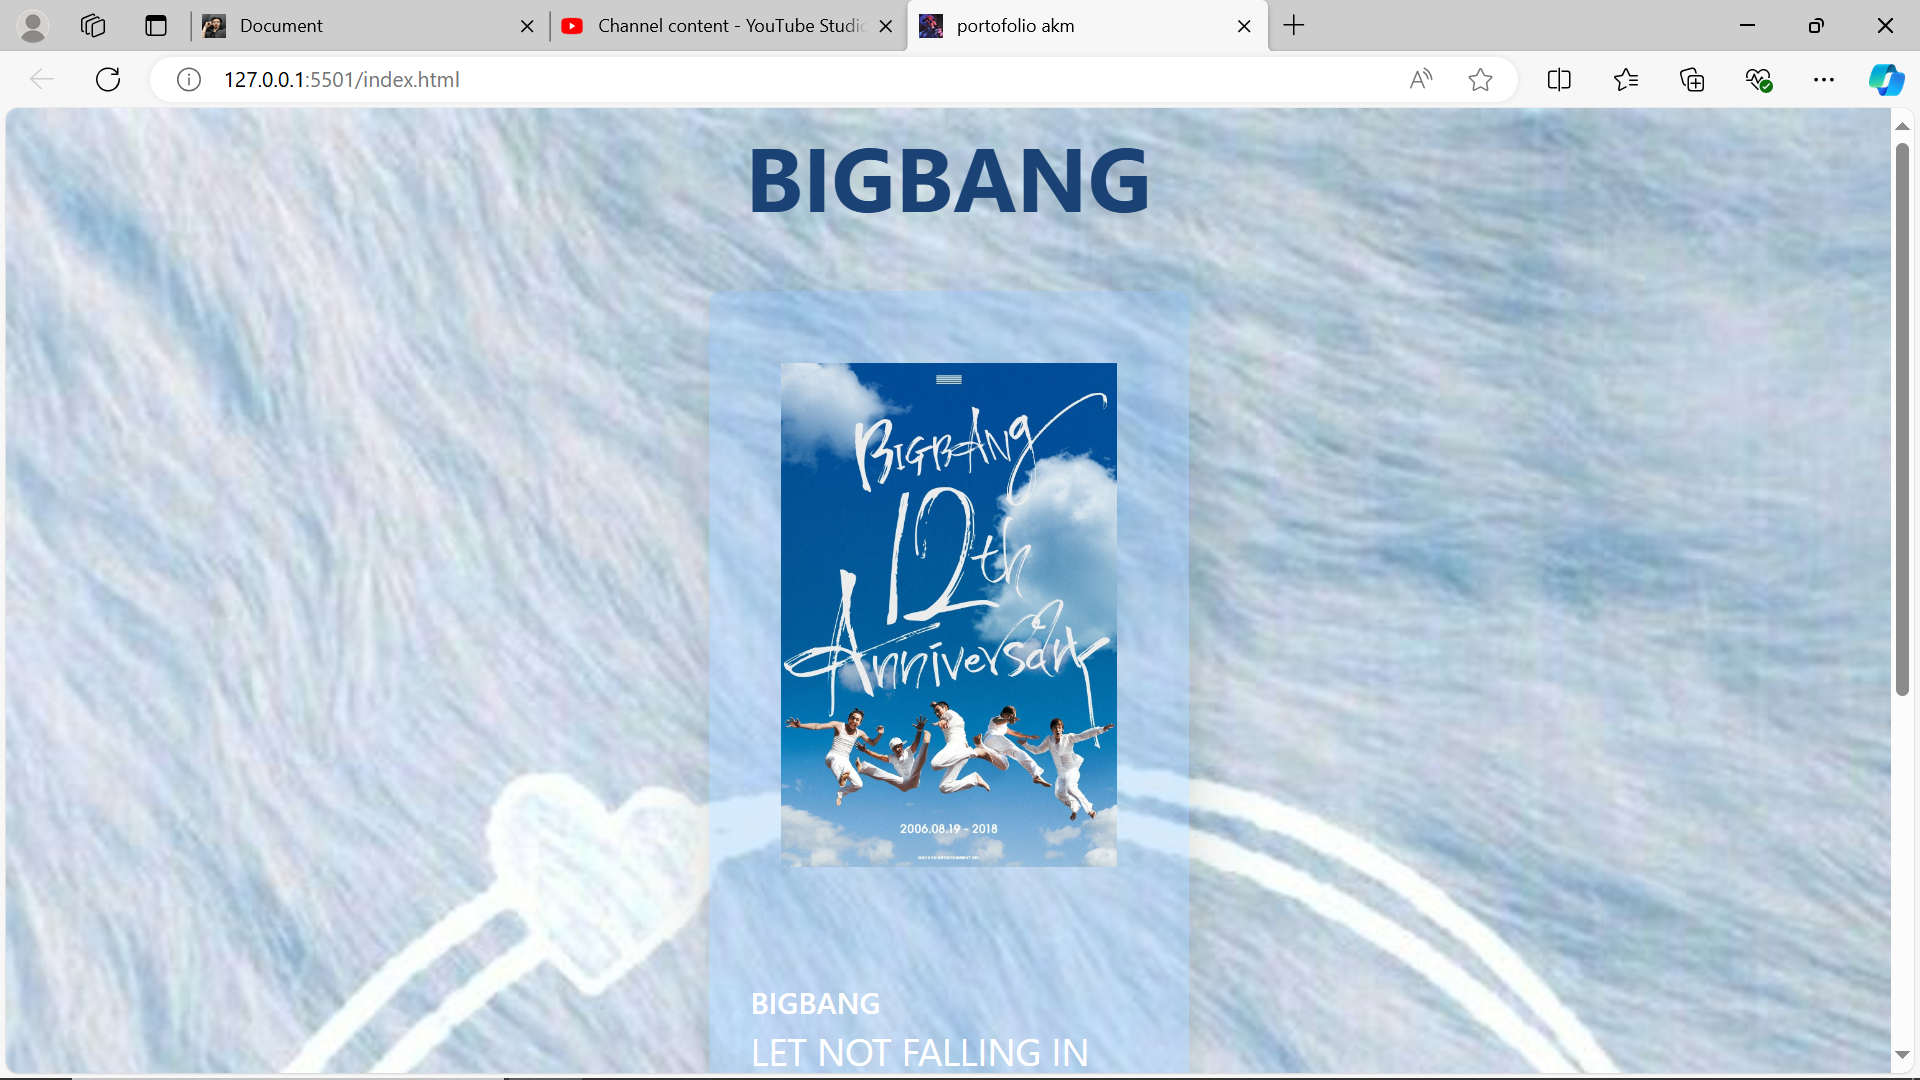 Document
Channel content - YouTube Studi
portofolio akm
127.0.0.1:5501/index.html
BIGBANG
BIGBANG
12th
Anniversary
2006.08.19 - 2018
BIGBANG
LET NOT FALLING IN